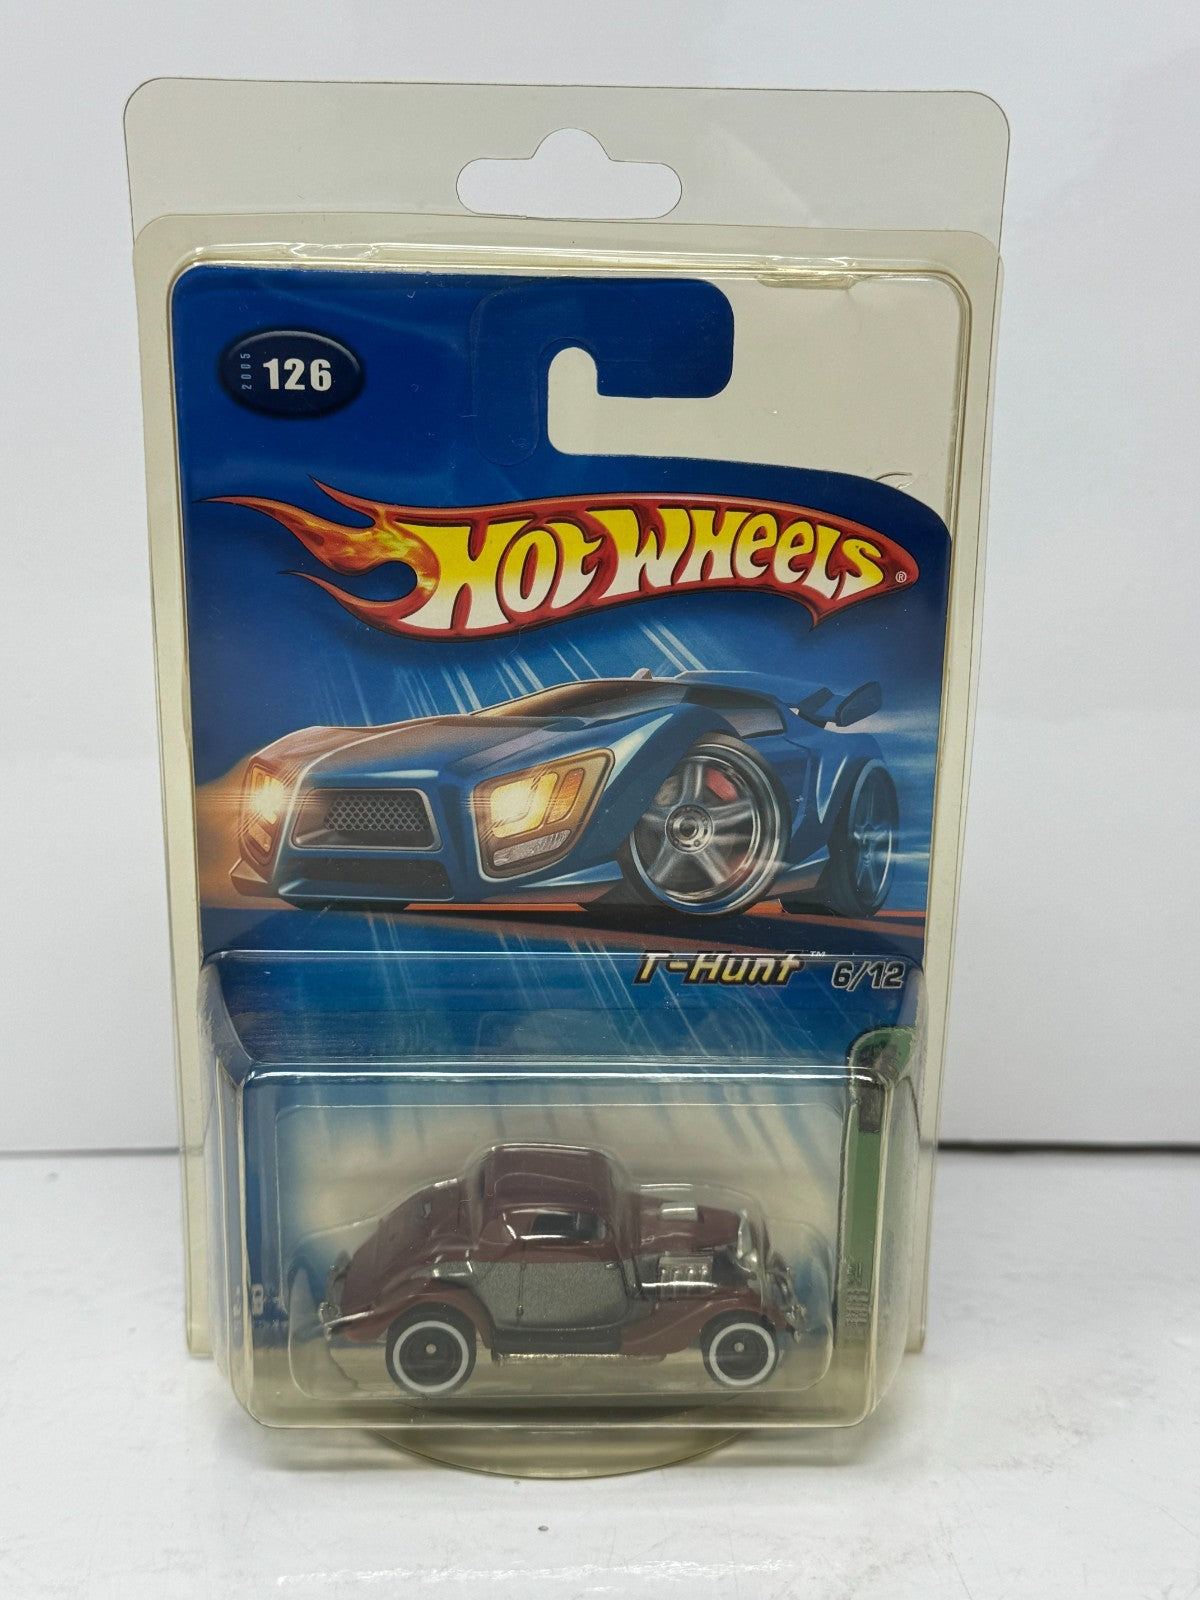 2005
126
HOT WHEELS®
T-HUNT™ 6/12